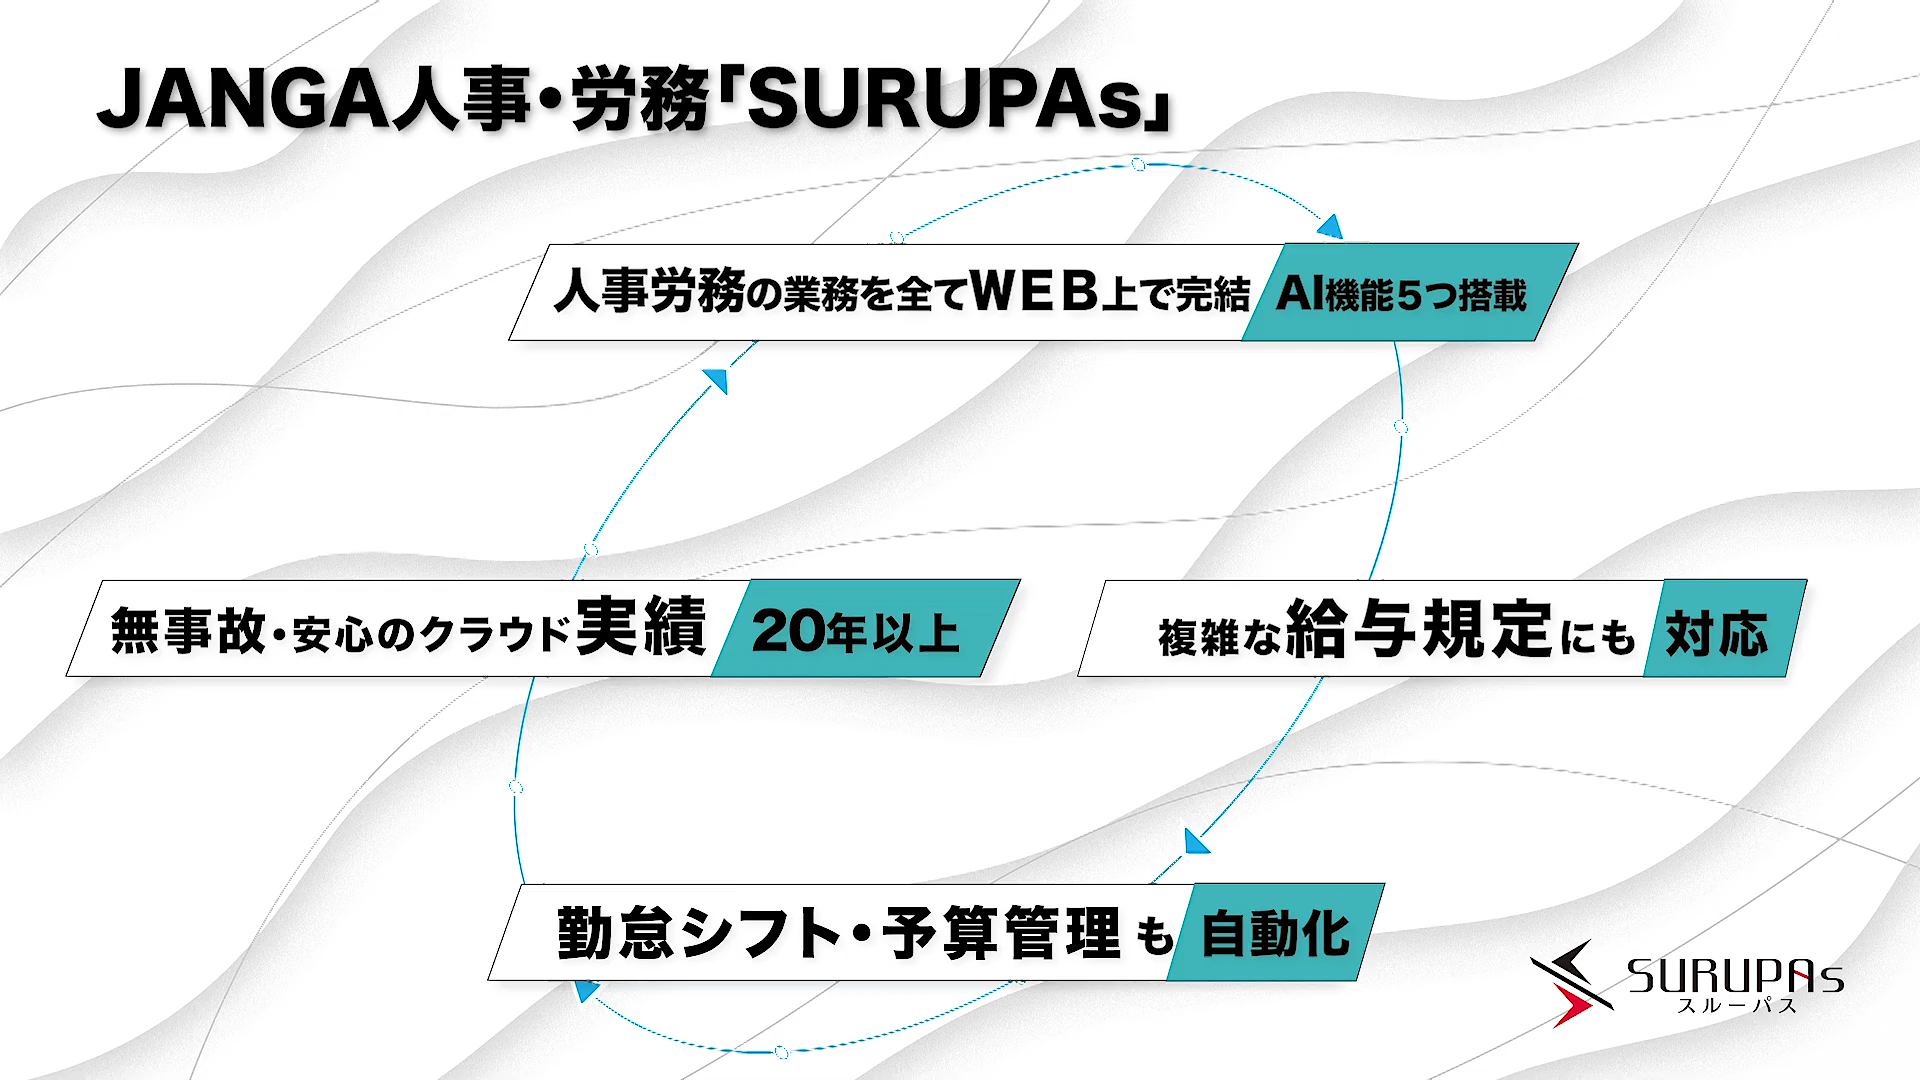 JANGA人事・労務「SURUPAs」
人事労務の業務を全てWEB上で完結 AI機能5つ搭載
無事故・安心のクラウド実績 20年以上
複雑な給与規定にも 対応
勤怠シフト・予算管理も 自動化
SURUPAs
スルーパス